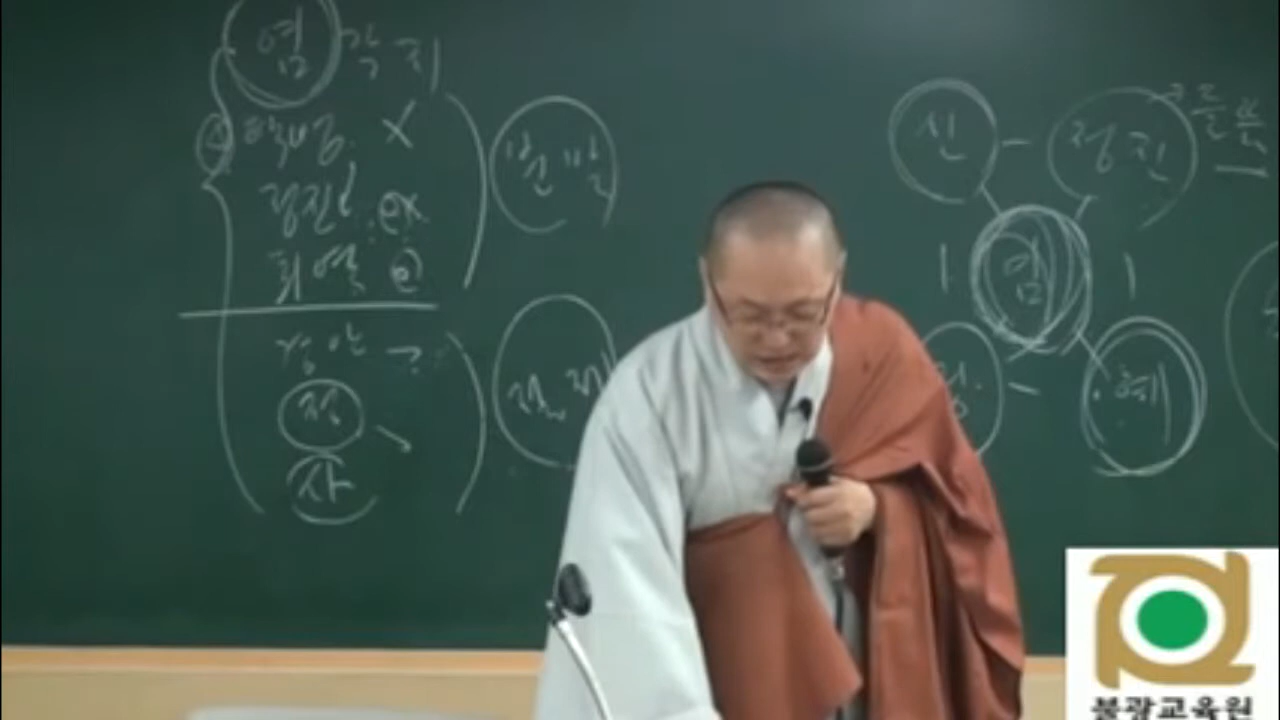 염 각지
택법 X
정진
희열
경안 →
정
사
신 - 정진
염
정 - 혜
불광교육원